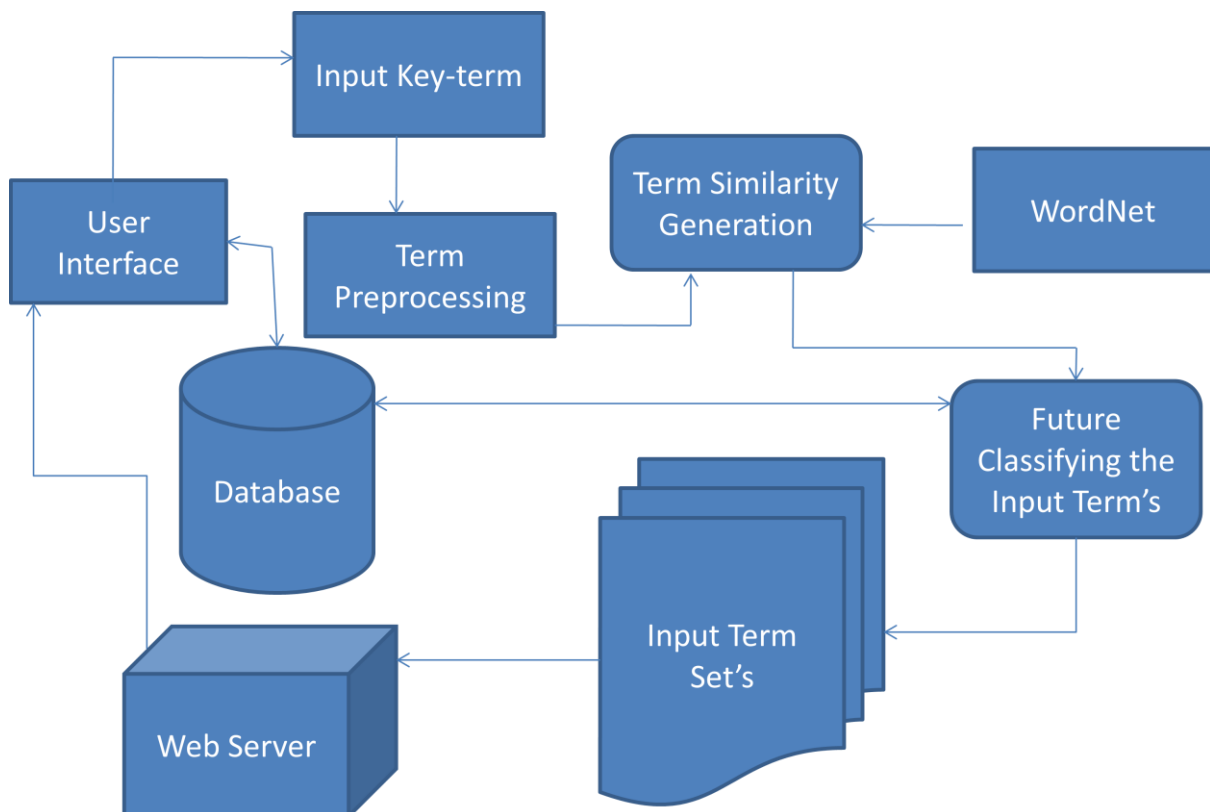 Input Key-term
User
Interface
Term
Preprocessing
Term Similarity
Generation
WordNet
Database
Future
Classifying the
Input Term’s
Input Term
Set’s
Web Server